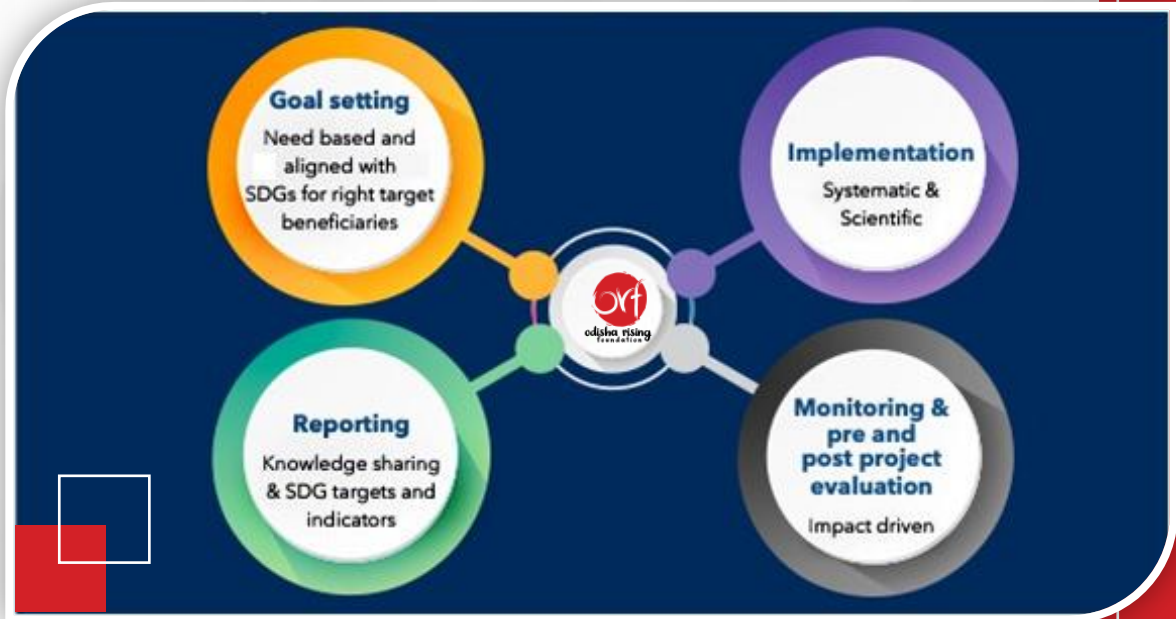 Goal setting
Need based and
aligned with
SDGs for right target
beneficiaries
Implementation
Systematic &
Scientific
orf
odisha rising
foundation
Reporting
Knowledge sharing
& SDG targets and
indicators
Monitoring &
pre and
post project
evaluation
Impact driven